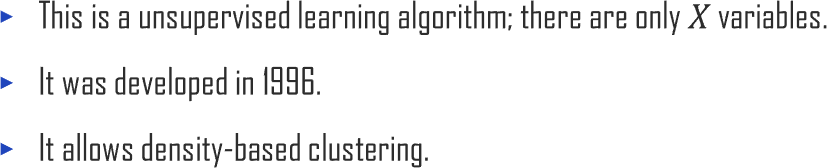 This is a unsupervised learning algorithm; there are only X variables.
It was developed in 1996.
It allows density-based clustering.